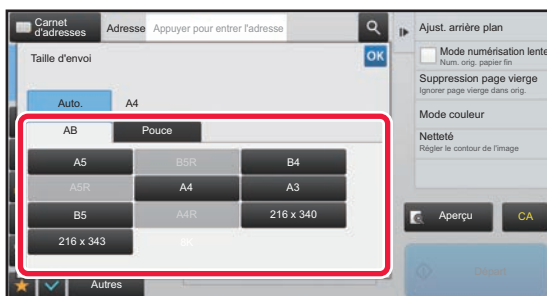 Carnet d'adresses
Adresse
Appuyer pour entrer l'adresse
Taille d'envoi
OK
Auto.
A4
AB
Pouce
A5
B5R
B4
A5R
A4
A3
B5
A4R
216 x 340
216 x 343
8K
Autres
Ajust. arrière plan
Mode numérisation lente
Num. orig. papier fin
Suppression page vierge
Ignorer page vierge dans orig.
Mode couleur
Netteté
Régler le contour de l'image
Aperçu
CA
Départ